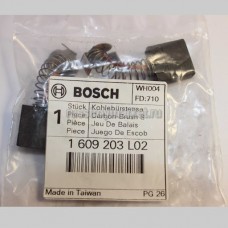 BOSCH
WH004
FD:710
1
Stück Kohlebürstensa
Piece Carbon Brush S
Pièce Jeu De Balais
Piece Juego De Escob
1 609 203 L02
Made in Taiwan PG 26